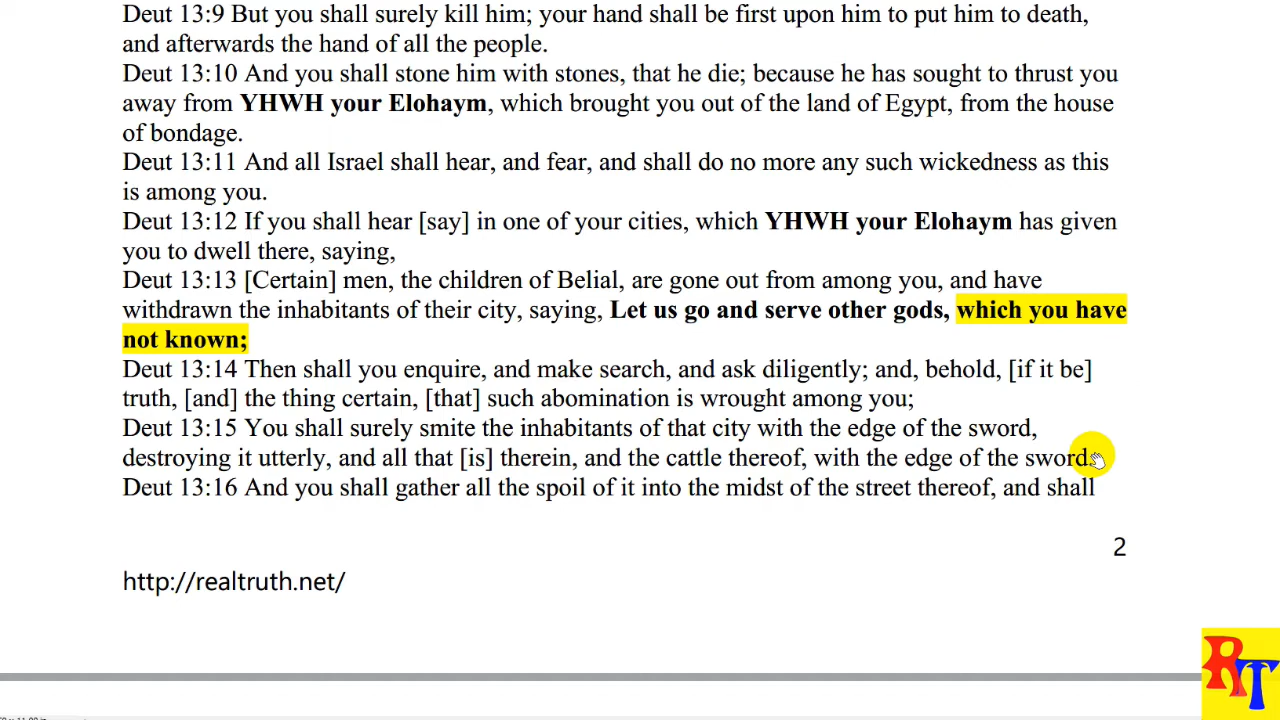 Deut 13:9 But you shall surely kill him; your hand shall be first upon him to put him to death,
and afterwards the hand of all the people.
Deut 13:10 And you shall stone him with stones, that he die; because he has sought to thrust you
away from YHWH your Elohaym, which brought you out of the land of Egypt, from the house
of bondage.
Deut 13:11 And all Israel shall hear, and fear, and shall do no more any such wickedness as this
is among you.
Deut 13:12 If you shall hear [say] in one of your cities, which YHWH your Elohaym has given
you to dwell there, saying,
Deut 13:13 [Certain] men, the children of Belial, are gone out from among you, and have
withdrawn the inhabitants of their city, saying, Let us go and serve other gods, which you have
not known;
Deut 13:14 Then shall you enquire, and make search, and ask diligently; and, behold, [if it be]
truth, [and] the thing certain, [that] such abomination is wrought among you;
Deut 13:15 You shall surely smite the inhabitants of that city with the edge of the sword,
destroying it utterly, and all that [is] therein, and the cattle thereof, with the edge of the sword.
Deut 13:16 And you shall gather all the spoil of it into the midst of the street thereof, and shall
2
http://realtruth.net/
RT